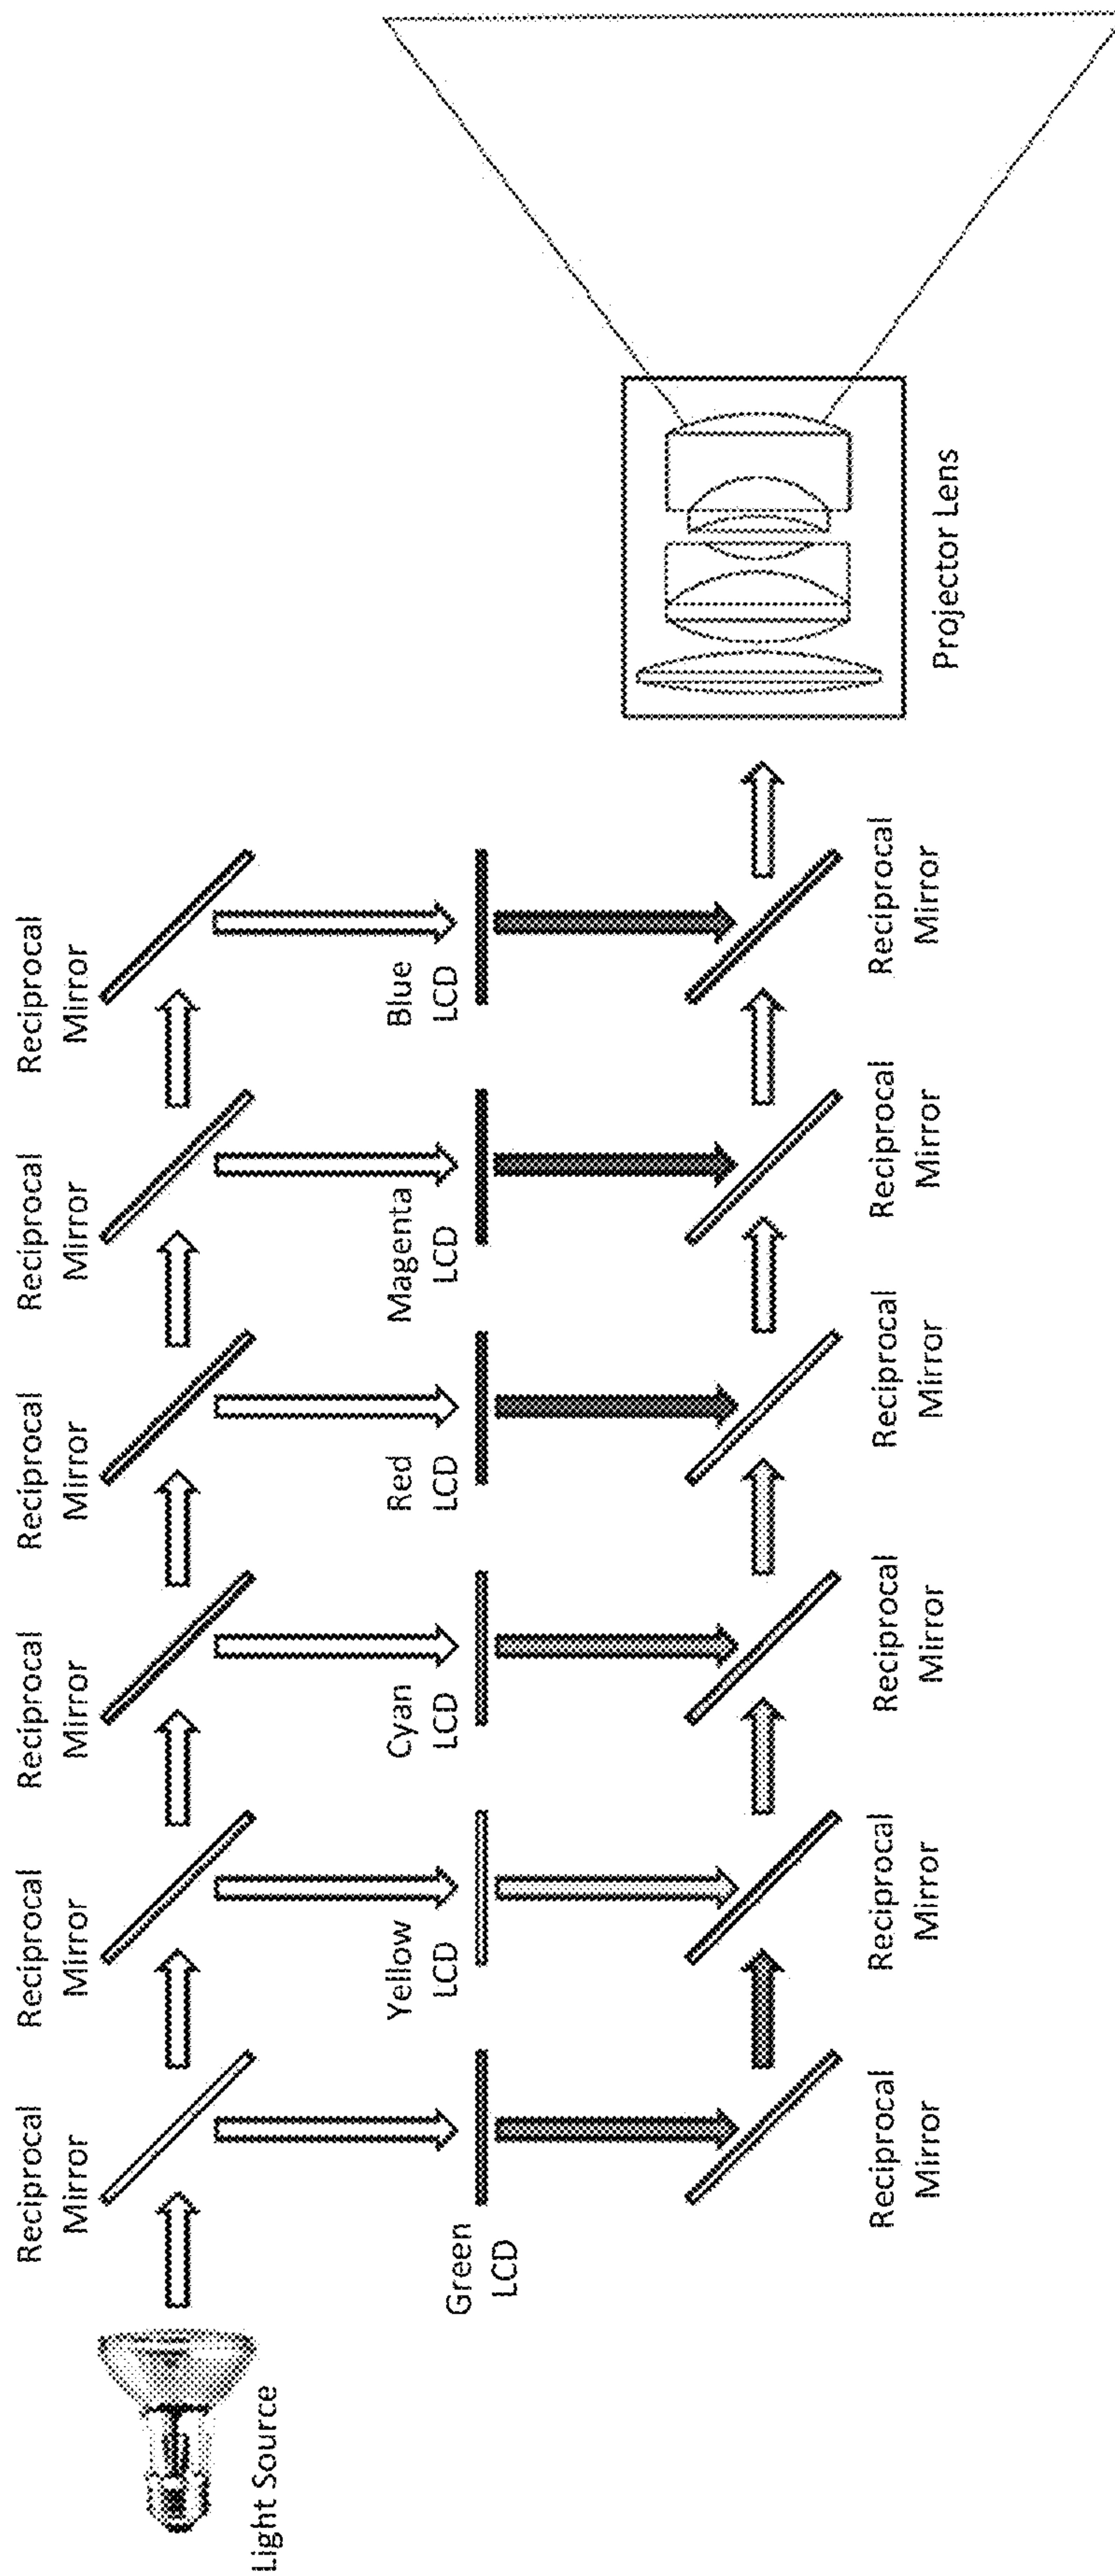 Reciprocal
Mirror
Reciprocal
Mirror
Reciprocal
Mirror
Reciprocal
Mirror
Reciprocal
Mirror
Reciprocal
Mirror
Light Source
Green
LCD
Yellow
LCD
Cyan
LCD
Red
LCD
Magenta
LCD
Blue
LCD
Reciprocal
Mirror
Reciprocal
Mirror
Reciprocal
Mirror
Reciprocal
Mirror
Reciprocal
Mirror
Reciprocal
Mirror
Projector Lens